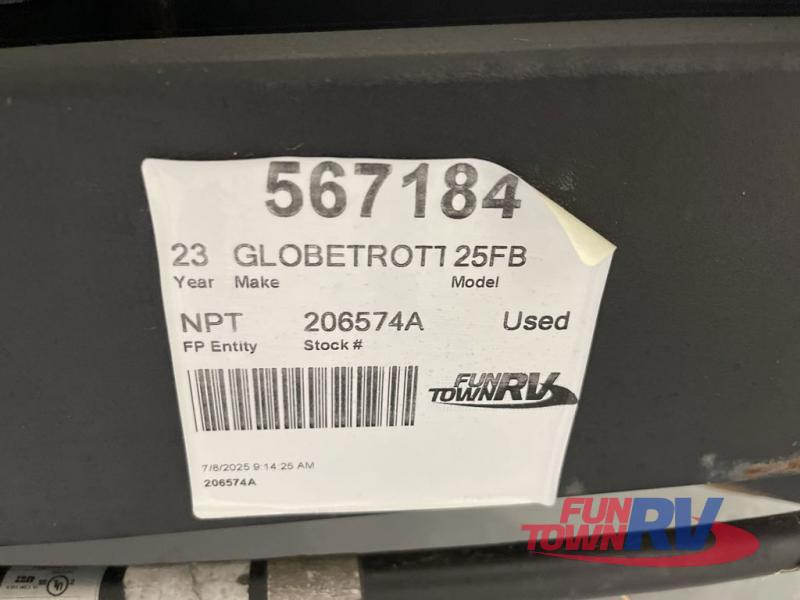 567184
23 GLOBETROTT 25FB
Year Make Model
NPT 206574A Used
FP Entity Stock #
FUN TOWN RV
7/8/2025 9:14:25 AM
206574A
FUN TOWN RV